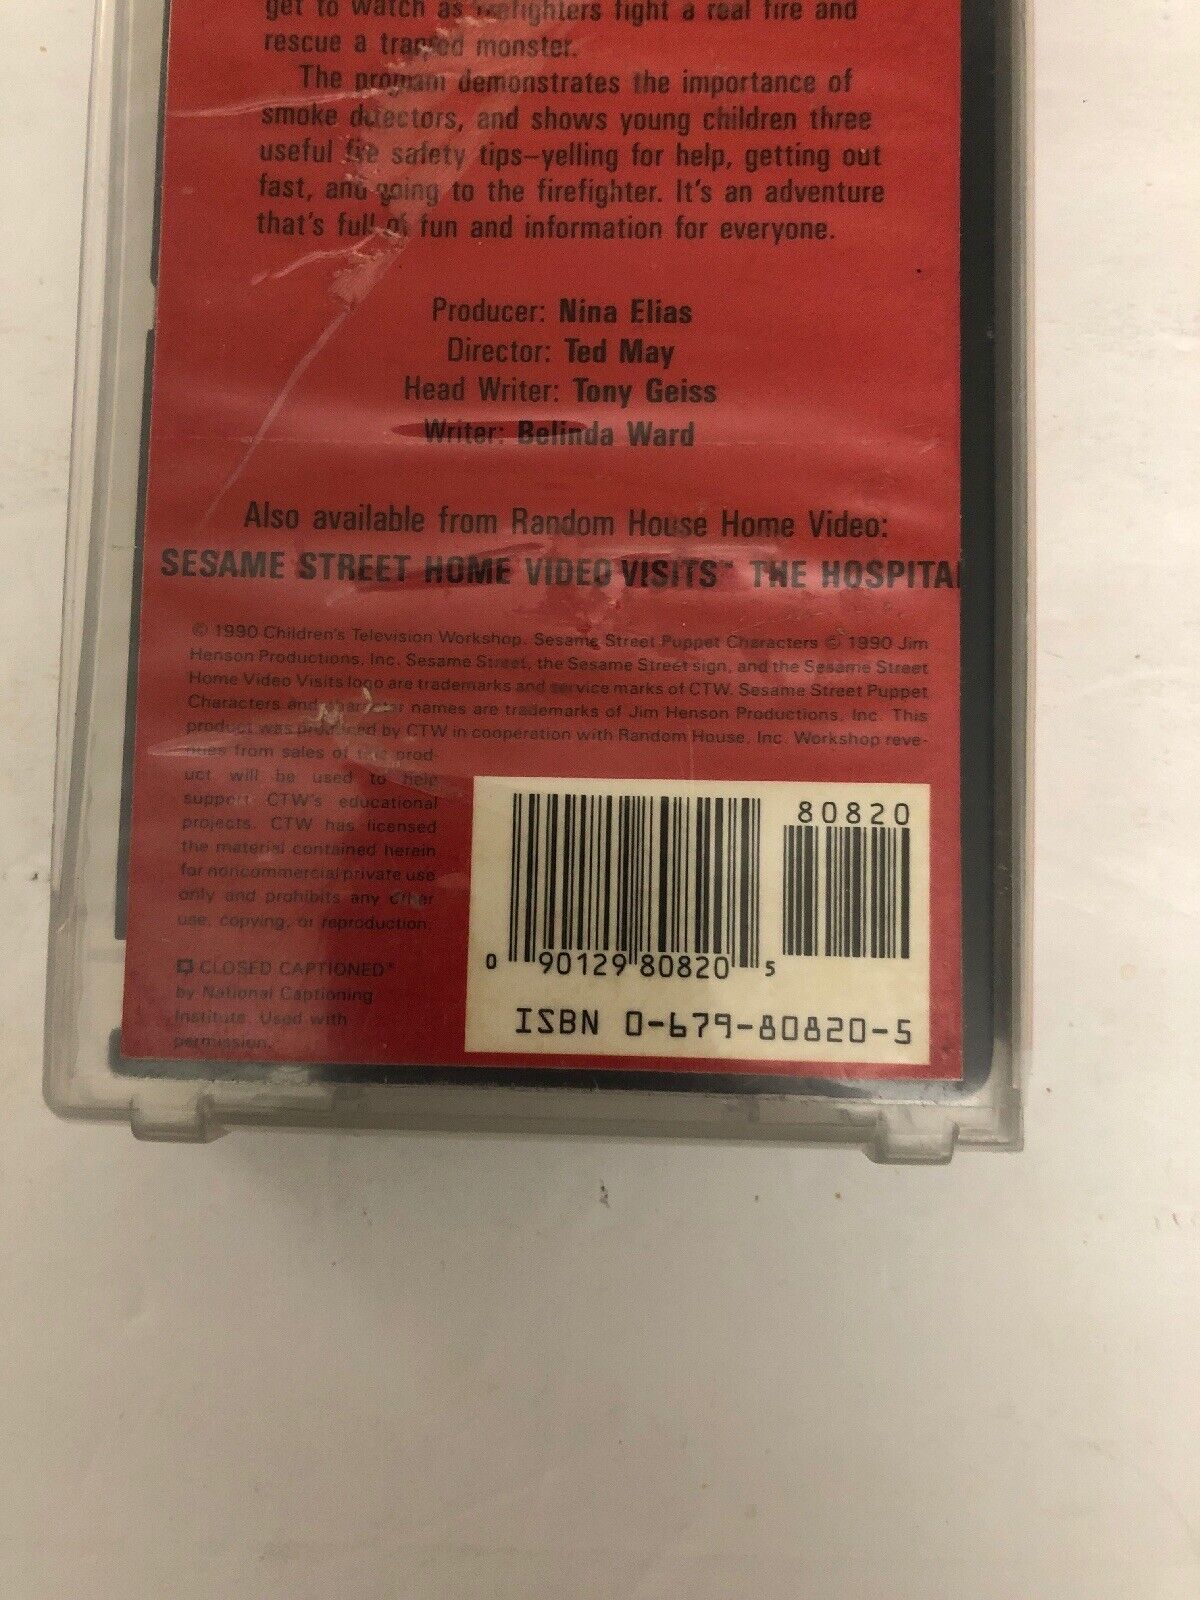 get to watch as firefighters fight a real fire and
rescue a trapped monster.
The program demonstrates the importance of
smoke detectors, and shows young children three
useful fire safety tips–yelling for help, getting out
fast, and going to the firefighter. It's an adventure
that's full of fun and information for everyone.
Producer: Nina Elias
Director: Ted May
Head Writer: Tony Geiss
Writer: Belinda Ward
Also available from Random House Home Video:
SESAME STREET HOME VIDEO VISITS™ THE HOSPITAL
© 1990 Children's Television Workshop. Sesame Street Puppet Characters © 1990 Jim
Henson Productions, Inc. Sesame Street, the Sesame Street sign, and the Sesame Street
Home Video Visits logo are trademarks and service marks of CTW. Sesame Street Puppet
Characters and character names are trademarks of Jim Henson Productions, Inc. This
product was produced by CTW in cooperation with Random House, Inc. Workshop reve-
nues from sales of this prod-
uct will be used to help
support CTW's educational
projects. CTW has licensed
the material contained herein
for noncommercial private use
only and prohibits any other
use, copying, or reproduction.
CLOSED CAPTIONED*
by National Captioning
Institute. Used with
permission.
80820
0 90129 80820 5
ISBN 0-679-80820-5